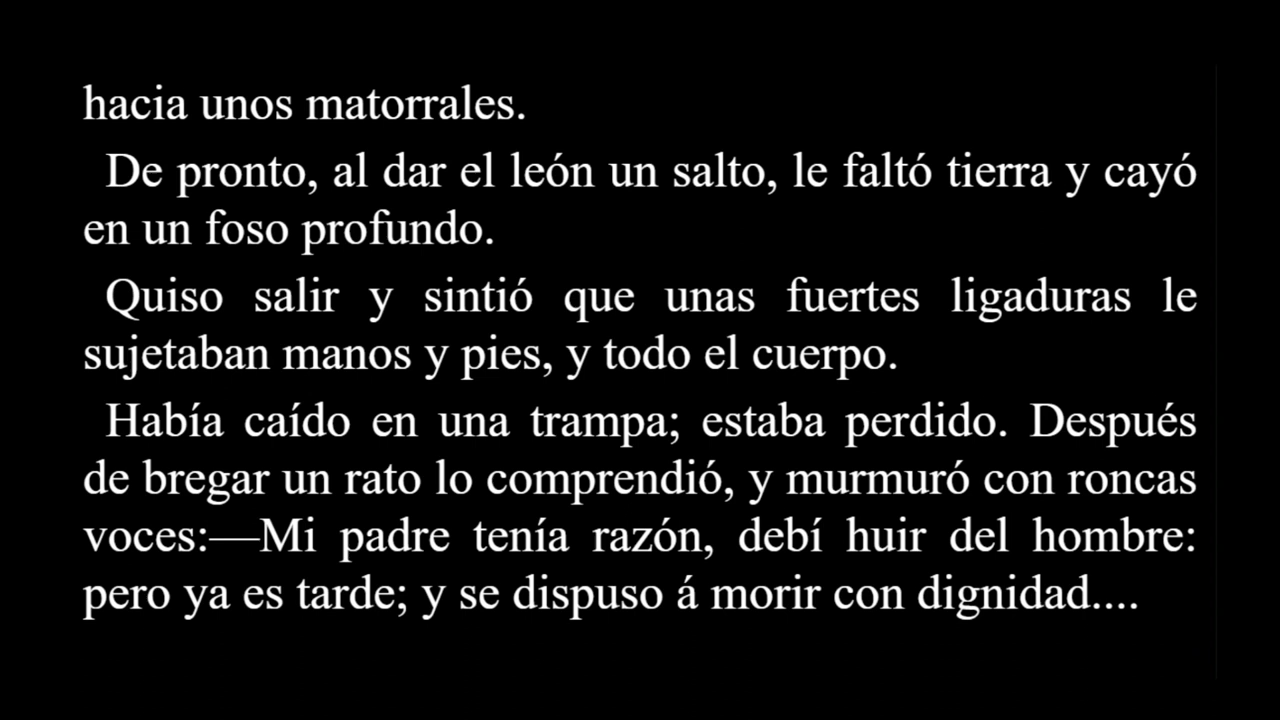 hacia unos matorrales.
De pronto, al dar el león un salto, le faltó tierra y cayó
en un foso profundo.
Quiso salir y sintió que unas fuertes ligaduras le
sujetaban manos y pies, y todo el cuerpo.
Había caído en una trampa; estaba perdido. Después
de bregar un rato lo comprendió, y murmuró con roncas
voces:—Mi padre tenía razón, debí huir del hombre:
pero ya es tarde; y se dispuso á morir con dignidad....